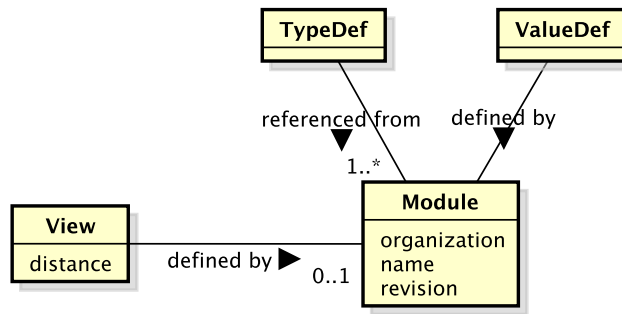 TypeDef
ValueDef
referenced from
defined by
1..*
Module
organization
name
revision
View
distance
defined by
0..1